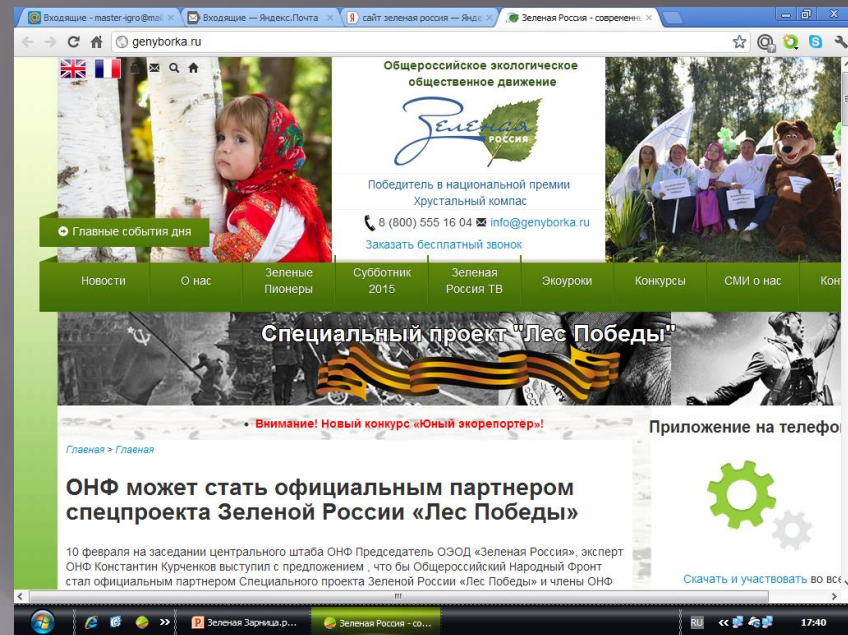 Входящие - master-igro@mai
Входящие — Яндекс.Почта
сайт зеленая россия — Янде
Зеленая Россия - современн
genyborka.ru
Общероссийское экологическое
общественное движение
Зеленая
РОССИЯ
Победитель в национальной премии
Хрустальный компас
8 (800) 555 16 04 info@genyborka.ru
Заказать бесплатный звонок
Главные события дня
Новости
О нас
Зеленые
Пионеры
Субботник
2015
Зеленая
Россия ТВ
Экоуроки
Конкурсы
СМИ о нас
Кон
Специальный проект "Лес Победы"
Внимание! Новый конкурс «Юный экорепортёр»!
Приложение на телефо
Главная > Главная
ОНФ может стать официальным партнером
спецпроекта Зеленой России «Лес Победы»
10 февраля на заседании центрального штаба ОНФ Председатель ОЭОД «Зеленая Россия», эксперт
ОНФ Константин Курченков выступил с предложением , что бы Общероссийский Народный Фронт
стал официальным партнером Специального проекта Зеленой России «Лес Победы» и члены ОНФ
Скачать и участвовать во все
Зеленая Зарница.p...
Зеленая Россия - со...
RU
17:40